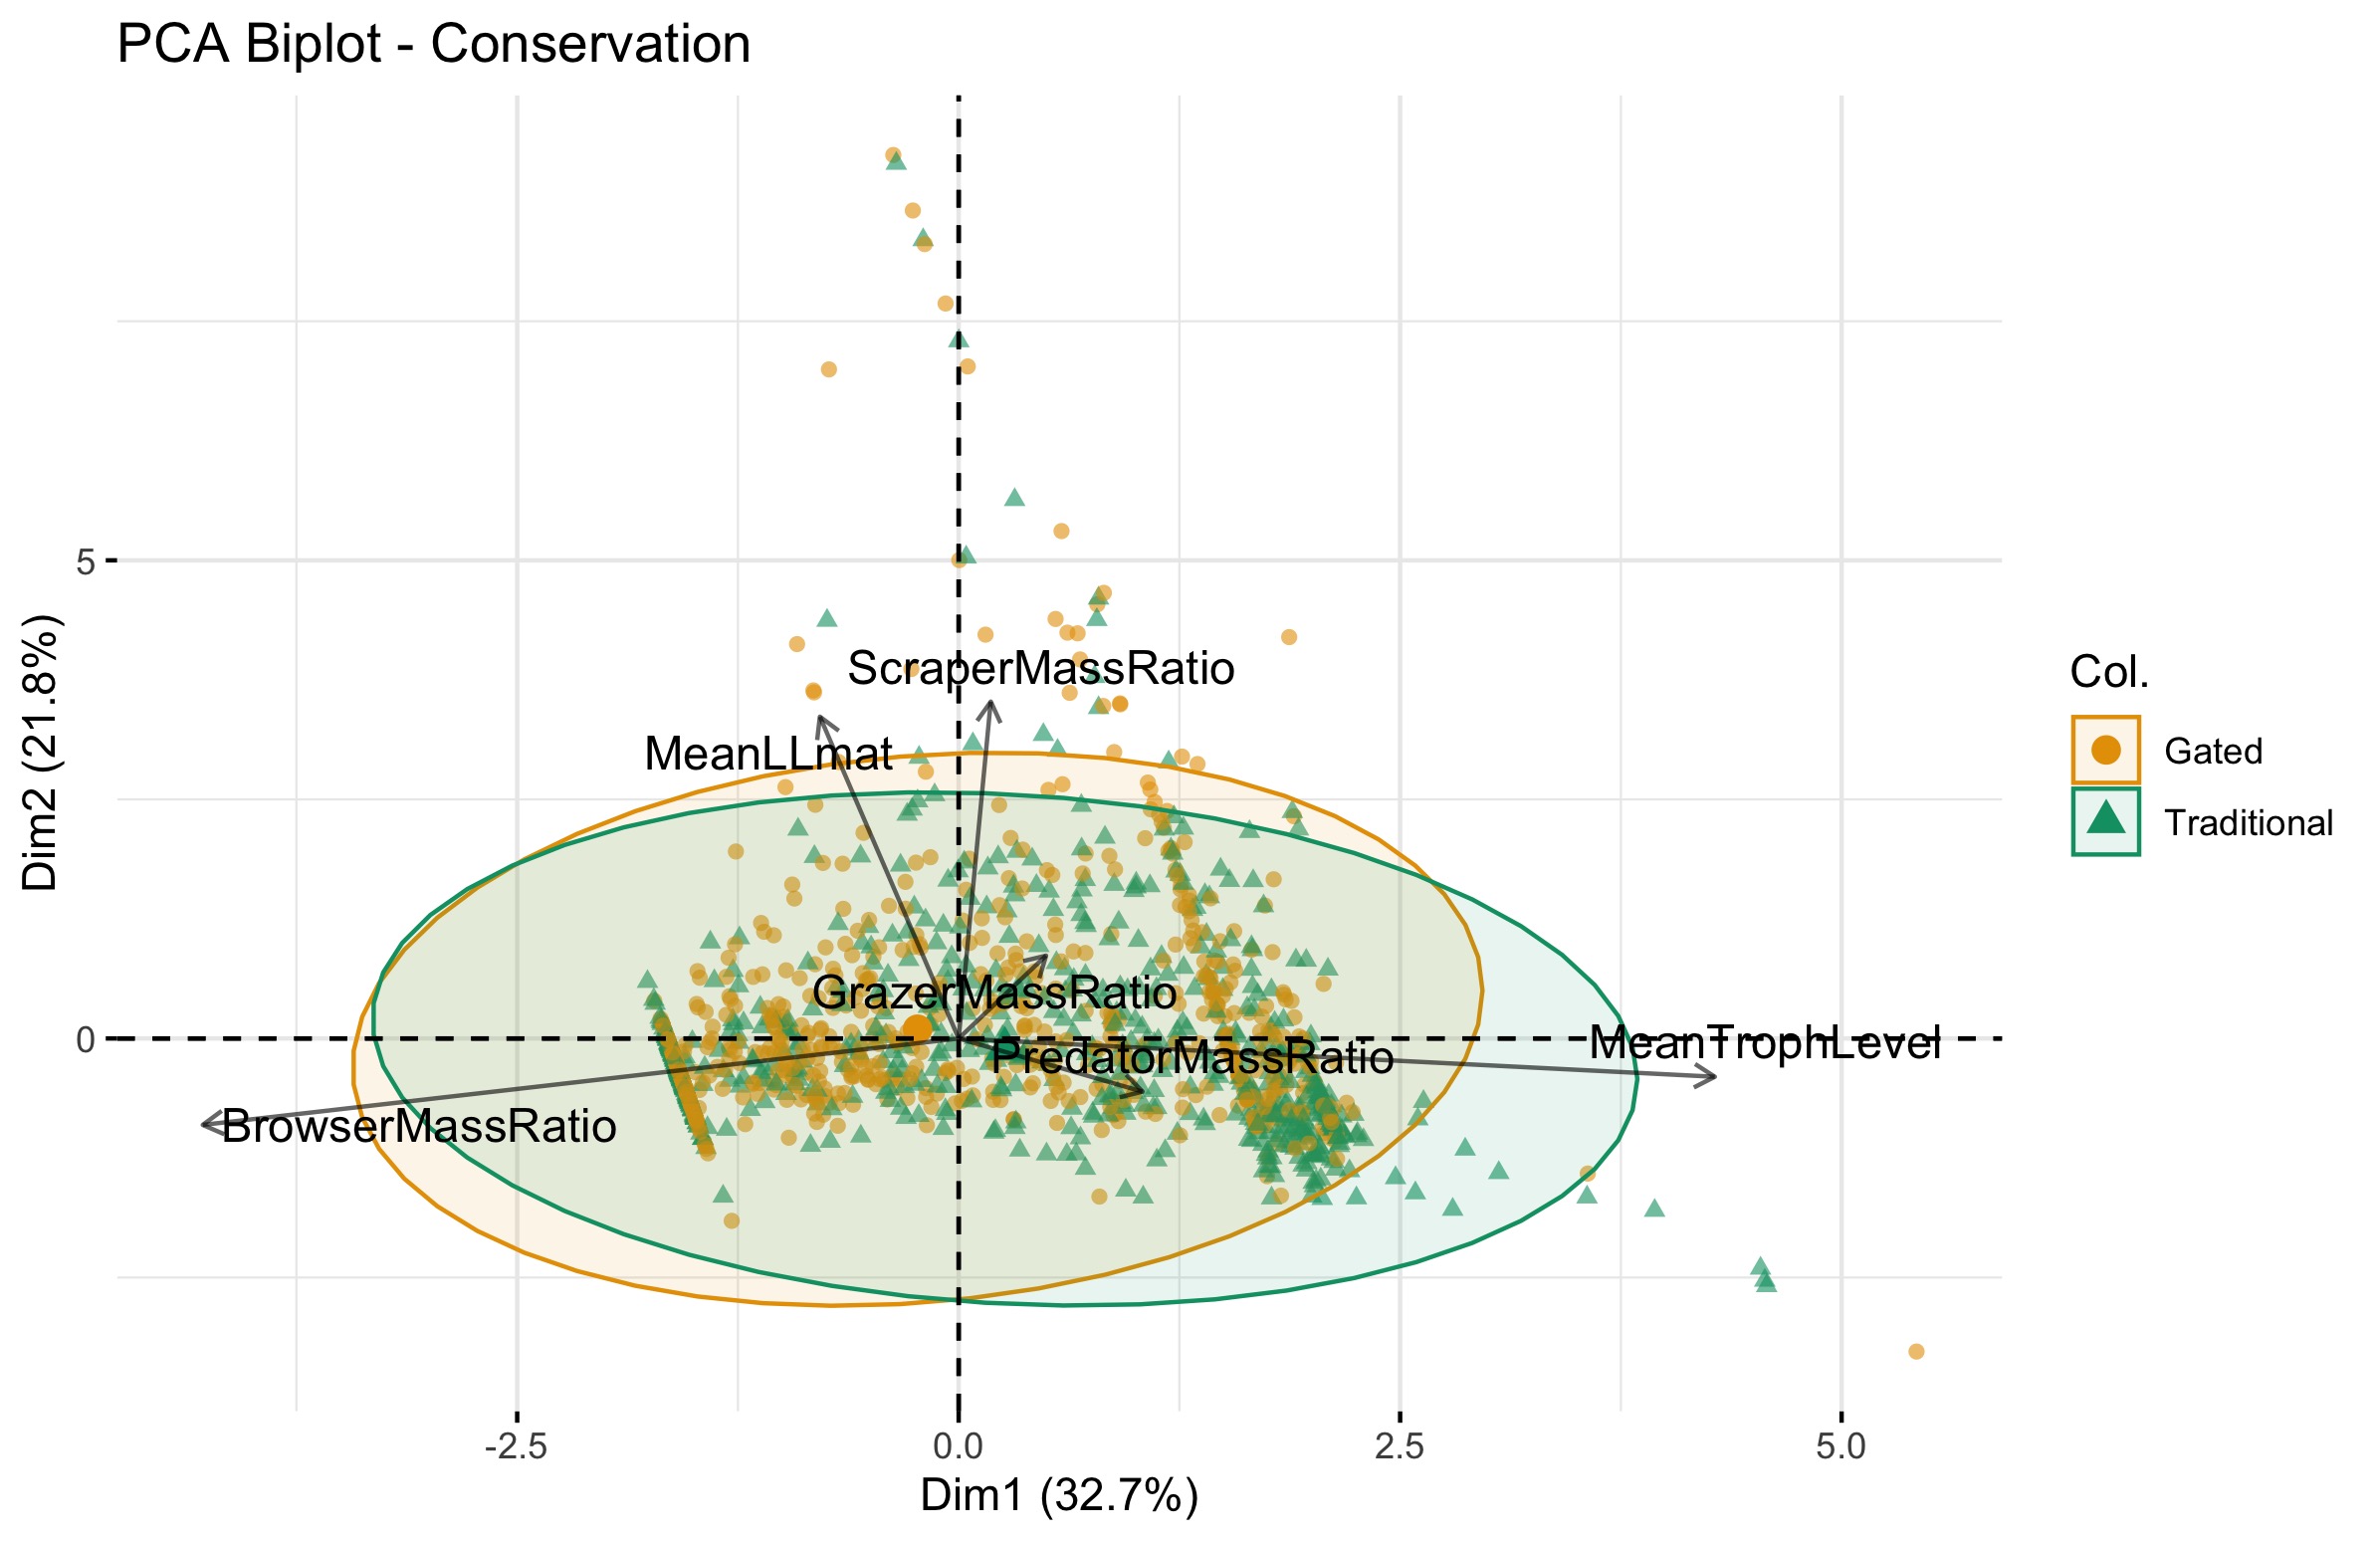 PCA Biplot - Conservation
Dim2 (21.8%)
5
0
ScraperMassRatio
MeanLLmat
GrazerMassRatio
PredatorMassRatio
MeanTrophLevel
BrowserMassRatio
-2.5
0.0
2.5
5.0
Dim1 (32.7%)
Col.
Gated
Traditional